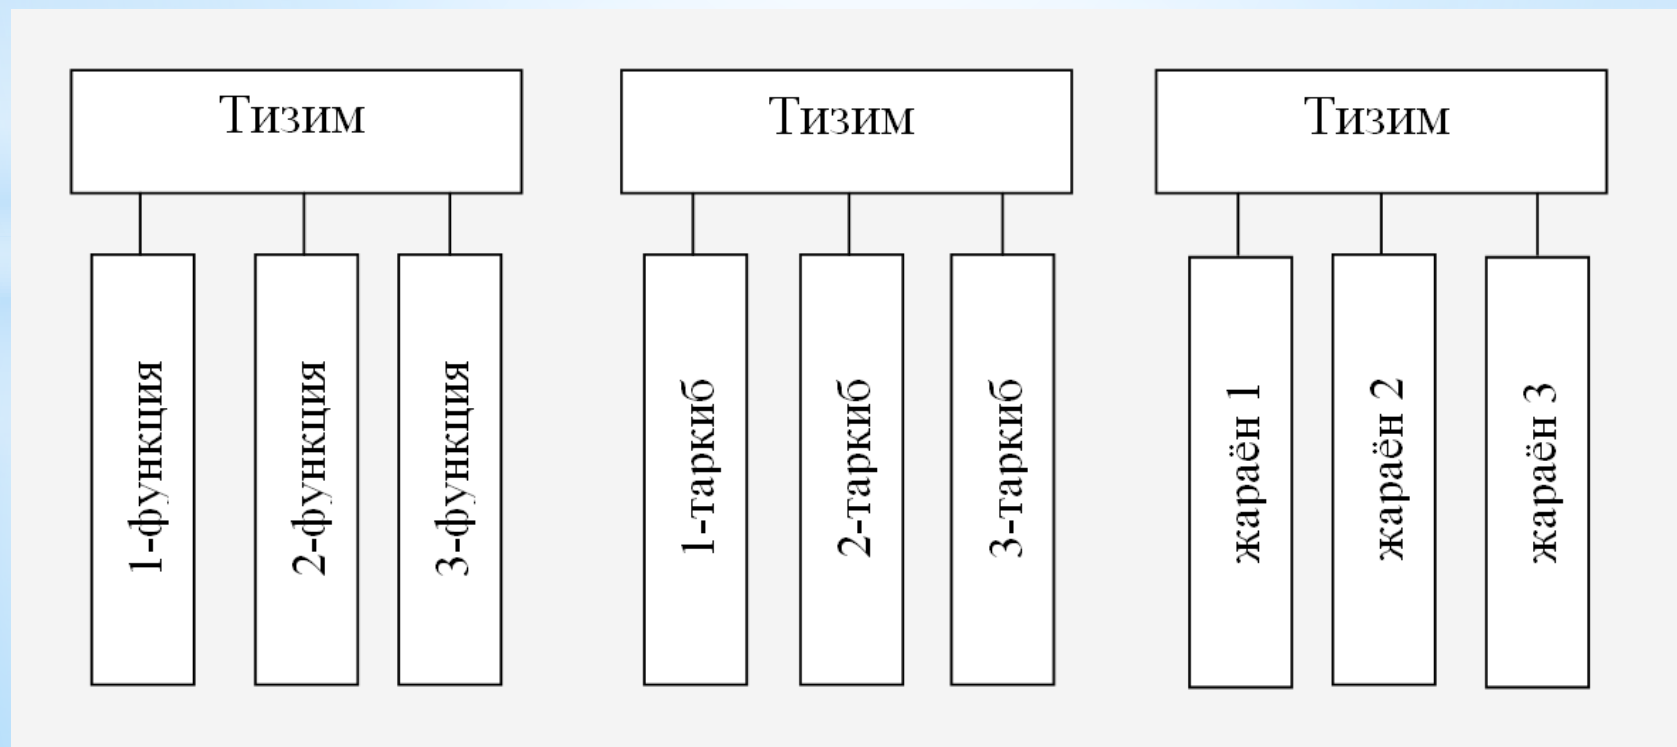 Тизим
1-функция
2-функция
3-функция
Тизим
1-таркиб
2-таркиб
3-таркиб
Тизим
жараён 1
жараён 2
жараён 3